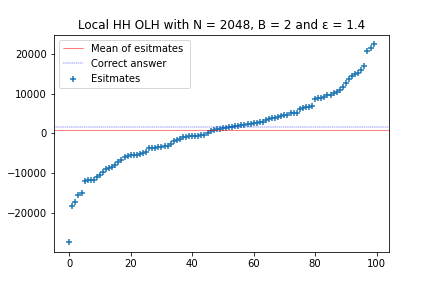 Local HH OLH with N = 2048, B = 2 and ε = 1.4
Mean of esitmates
Correct answer
Esitmates
20000
10000
0
−10000
−20000
0 20 40 60 80 100